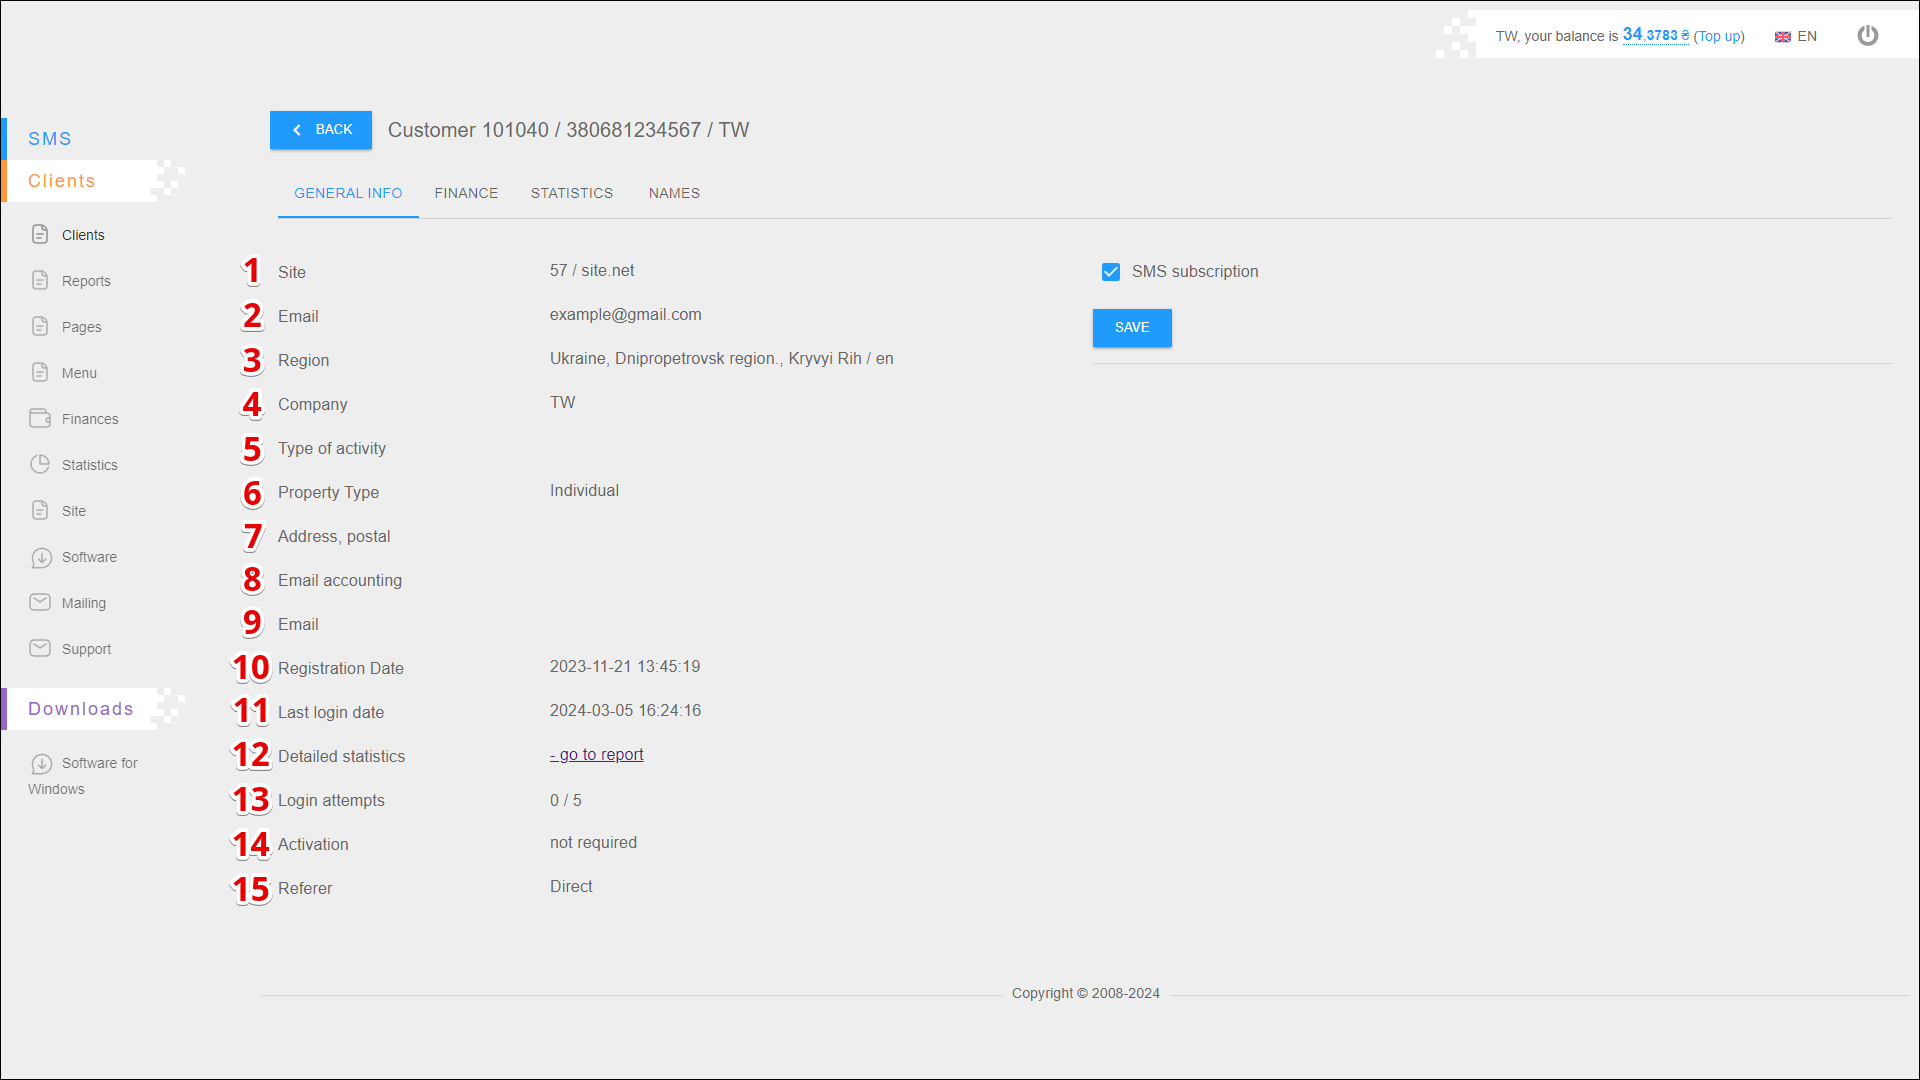 TW, your balance is 34,3783 ₴ (Top up) EN
SMS
Clients
Clients
Reports
Pages
Menu
Finances
Statistics
Site
Software
Mailing
Support
Downloads
Software for
Windows
BACK Customer 101040 / 380681234567 / TW
GENERAL INFO FINANCE STATISTICS NAMES
1 Site 57 / site.net
2 Email example@gmail.com
3 Region Ukraine, Dnipropetrovsk region., Kryvyi Rih / en
4 Company TW
5 Type of activity
6 Property Type Individual
7 Address, postal
8 Email accounting
9 Email
10 Registration Date 2023-11-21 13:45:19
11 Last login date 2024-03-05 16:24:16
12 Detailed statistics - go to report
13 Login attempts 0 / 5
14 Activation not required
15 Referer Direct
SMS subscription
SAVE
Copyright © 2008-2024